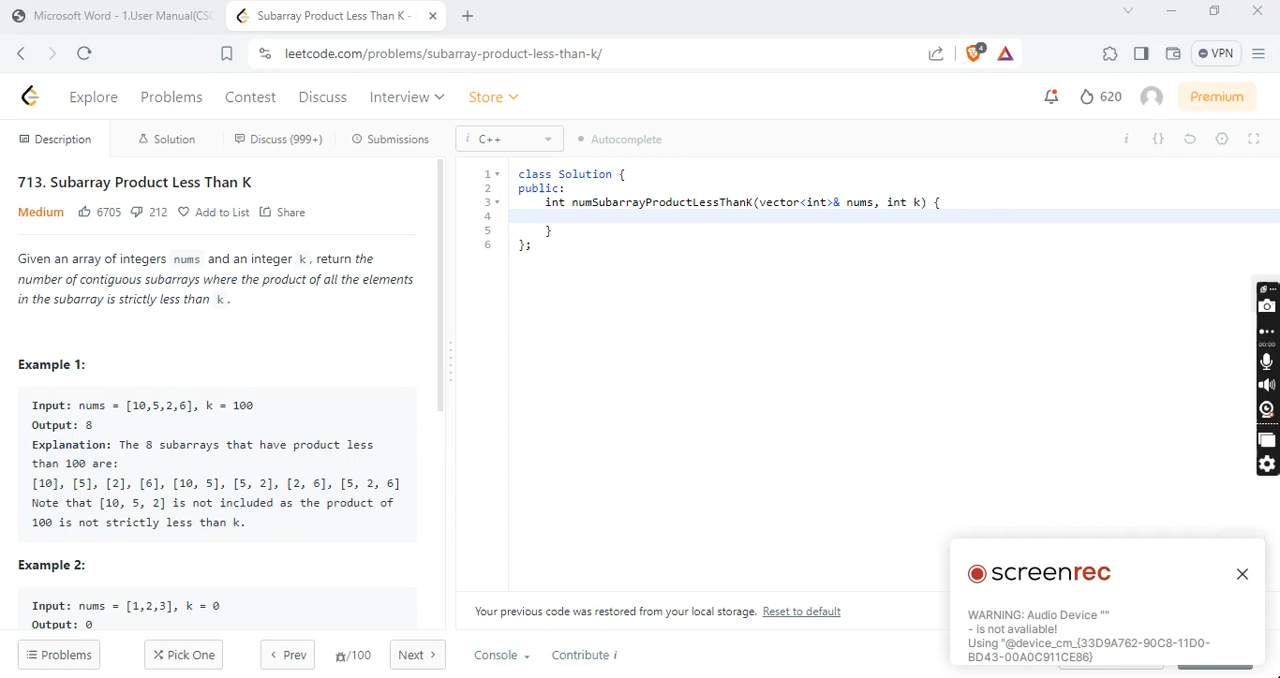 Microsoft Word - 1.User Manual(CS
Subarray Product Less Than K -
leetcode.com/problems/subarray-product-less-than-k/
4
VPN
Explore Problems Contest Discuss Interview Store
620
Premium
Description Solution Discuss (999+) Submissions
i C++
Autocomplete
i {}
713. Subarray Product Less Than K
Medium 6705 212 Add to List Share
Given an array of integers nums and an integer k, return the
number of contiguous subarrays where the product of all the elements
in the subarray is strictly less than k.
Example 1:
Input: nums = [10,5,2,6], k = 100
Output: 8
Explanation: The 8 subarrays that have product less
than 100 are:
[10], [5], [2], [6], [10, 5], [5, 2], [2, 6], [5, 2, 6]
Note that [10, 5, 2] is not included as the product of
100 is not strictly less than k.
Example 2:
Input: nums = [1,2,3], k = 0
Output: 0
1 class Solution {
2 public:
3 int numSubarrayProductLessThanK(vector<int>& nums, int k) {
4
5 }
6 };
00:00
Your previous code was restored from your local storage. Reset to default
Problems Pick One Prev /100 Next Console Contribute i
screenrec
WARNING: Audio Device ""
- is not avaliable!
Using "@device_cm_{33D9A762-90C8-11D0-
BD43-00A0C911CE86}